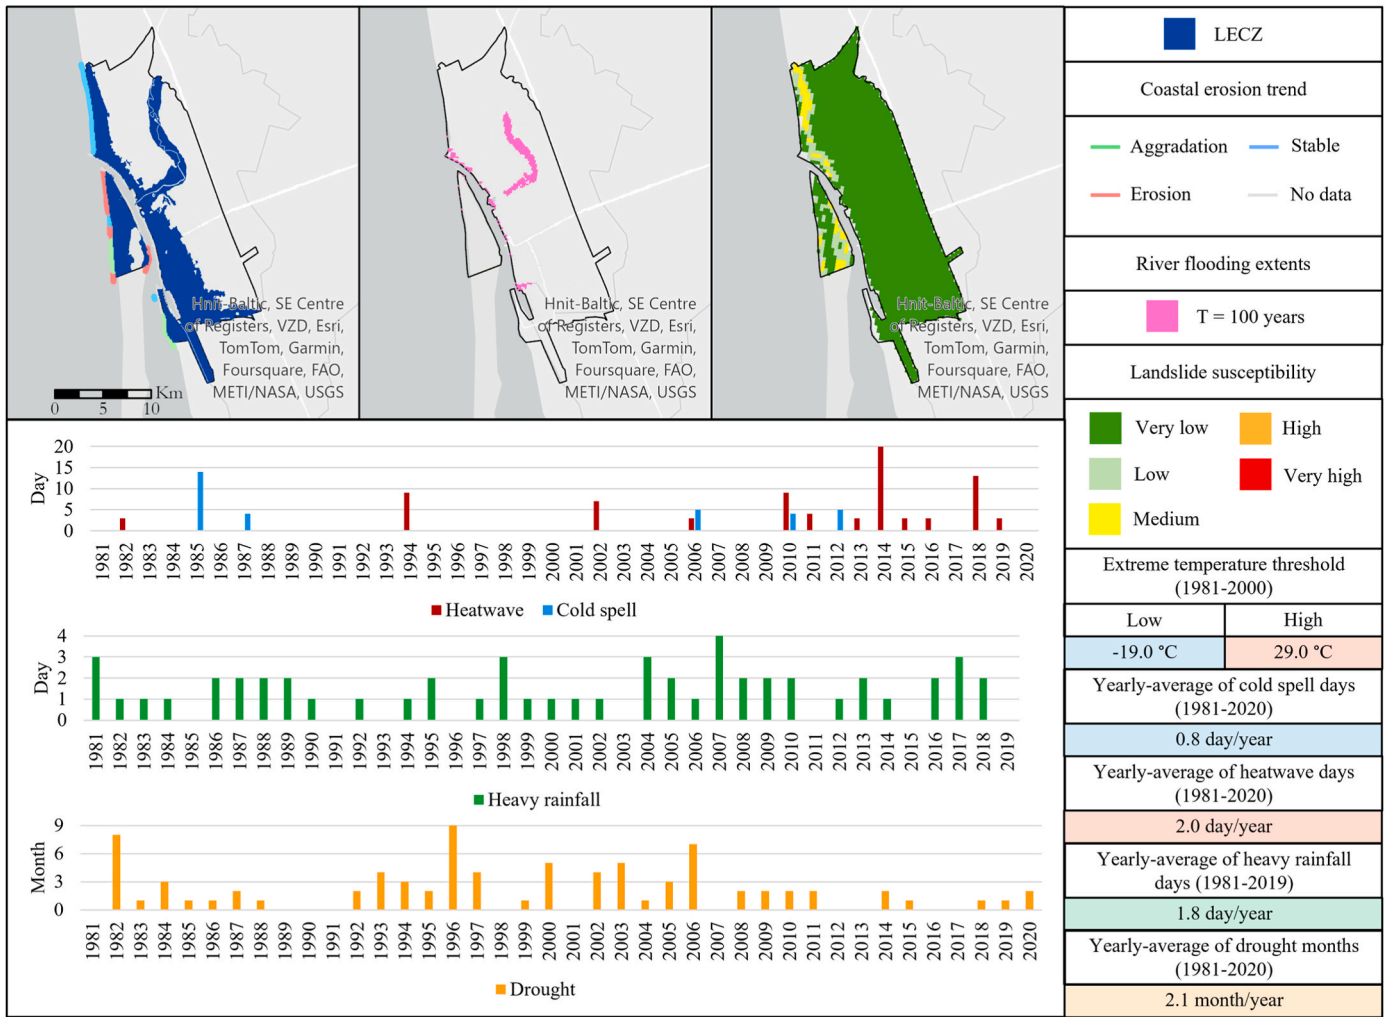 LECZ
Coastal erosion trend
Aggradation
Stable
Erosion
No data
River flooding extents
T = 100 years
Landslide susceptibility
Very low
High
Low
Very high
Medium
Extreme temperature threshold
(1981-2000)
Low
High
-19.0 °C
29.0 °C
Yearly-average of cold spell days
(1981-2020)
0.8 day/year
Yearly-average of heatwave days
(1981-2020)
2.0 day/year
Yearly-average of heavy rainfall
days (1981-2019)
1.8 day/year
Yearly-average of drought months
(1981-2020)
2.1 month/year
Hnit-Baltic, SE Centre
of Registers, VZD, Esri,
TomTom, Garmin,
Foursquare, FAO,
METI/NASA, USGS
Km
0 5 10
Hnit-Baltic, SE Centre
of Registers, VZD, Esri,
TomTom, Garmin,
Foursquare, FAO,
METI/NASA, USGS
Hnit-Baltic, SE Centre
of Registers, VZD, Esri,
TomTom, Garmin,
Foursquare, FAO,
METI/NASA, USGS
Day
20
15
10
5
0
1981 1982 1983 1984 1985 1986 1987 1988 1989 1990 1991 1992 1993 1994 1995 1996 1997 1998 1999 2000 2001 2002 2003 2004 2005 2006 2007 2008 2009 2010 2011 2012 2013 2014 2015 2016 2017 2018 2019 2020
Heatwave Cold spell
Day
4
3
2
1
0
1981 1982 1983 1984 1985 1986 1987 1988 1989 1990 1991 1992 1993 1994 1995 1996 1997 1998 1999 2000 2001 2002 2003 2004 2005 2006 2007 2008 2009 2010 2011 2012 2013 2014 2015 2016 2017 2018 2019
Heavy rainfall
Month
9
6
3
0
1981 1982 1983 1984 1985 1986 1987 1988 1989 1990 1991 1992 1993 1994 1995 1996 1997 1998 1999 2000 2001 2002 2003 2004 2005 2006 2007 2008 2009 2010 2011 2012 2013 2014 2015 2016 2017 2018 2019 2020
Drought